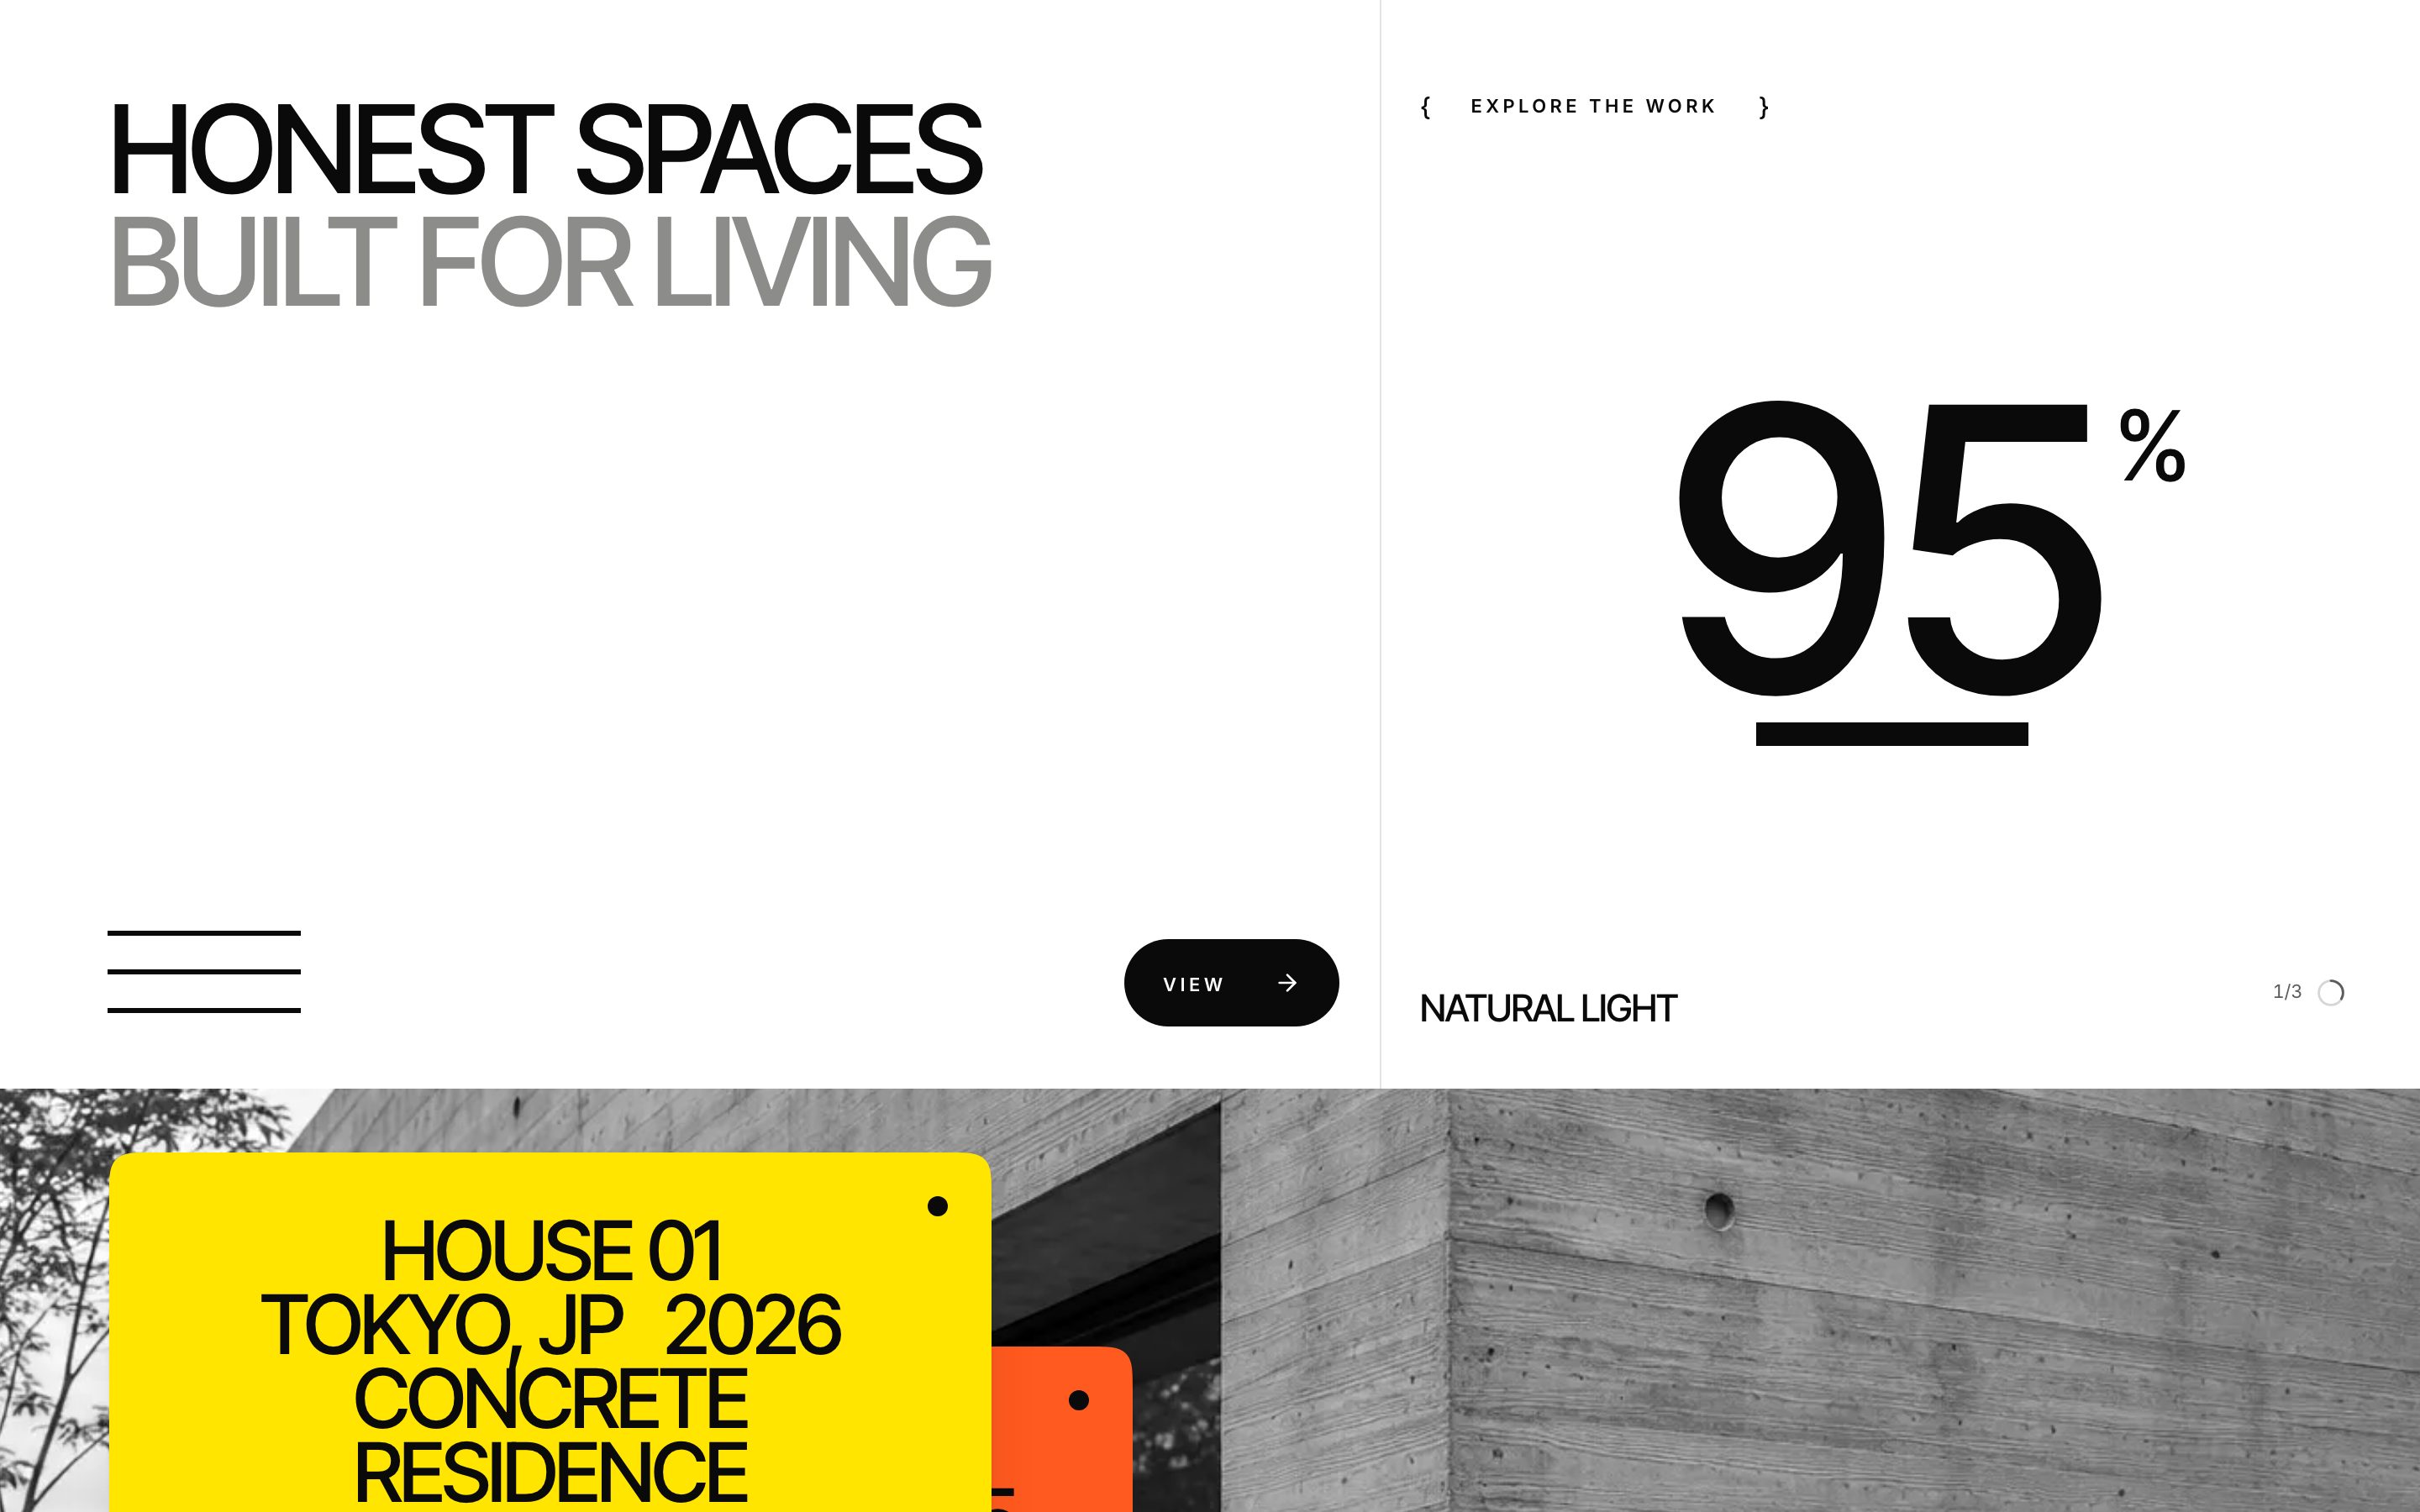 HONEST SPACES
BUILT FOR LIVING
{ EXPLORE THE WORK }
95%
VIEW
NATURAL LIGHT
1/3
HOUSE 01
TOKYO, JP 2026
CONCRETE
RESIDENCE